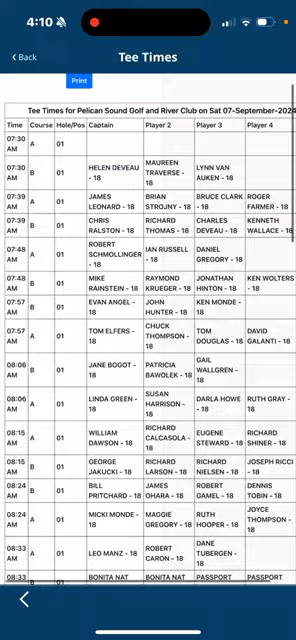 4:10
Back
Tee Times
Print
Tee Times for Pelican Sound Golf and River Club on Sat 07-September-2024
Time Course Hole/Pos Captain Player 2 Player 3 Player 4
07:30 AM A 01
07:30 AM B 01 HELEN DEVEAU - 18 MAUREEN TRAVERSE - 18 LYNN VAN AUKEN - 18
07:39 AM A 01 JAMES LEONARD - 18 BRIAN STROJNY - 18 BRUCE CLARK - 18 ROGER FARMER - 18
07:39 AM B 01 CHRIS RALSTON - 18 RICHARD THOMAS - 18 CHARLES DEVEAU - 18 KENNETH WALLACE - 18
07:48 AM A 01 ROBERT SCHMOLLINGER - 18 IAN RUSSELL - 18 DANIEL GREGORY - 18
07:48 AM B 01 MIKE RAINSTEIN - 18 RAYMOND KRUEGER - 18 JONATHAN HINTON - 18 KEN WOLTERS - 18
07:57 AM B 01 EVAN ANGEL - 18 JOHN HUNTER - 18 KEN MONDE - 18
07:57 AM A 01 TOM ELFERS - 18 CHUCK THOMPSON - 18 TOM DOUGLAS - 18 DAVID GALANTI - 18
08:06 AM B 01 JANE BOGOT - 18 PATRICIA BAWOLEK - 18 GAIL WALLGREN - 18
08:06 AM A 01 LINDA GREEN - 18 SUSAN HARRISON - 18 DARLA HOWE - 18 RUTH GRAY - 18
08:15 AM A 01 WILLIAM DAWSON - 18 RICHARD CALCASOLA - 18 EUGENE STEWARD - 18 RICHARD SHINER - 18
08:15 AM B 01 GEORGE JAKUCKI - 18 RICHARD LARSON - 18 RICHARD NIELSEN - 18 JOSEPH RICCI - 18
08:24 AM B 01 BILL PRITCHARD - 18 JAMES OHARA - 18 ROBERT GAMEL - 18 DENNIS TOBIN - 18
08:24 AM A 01 MICKI MONDE - 18 MAGGIE GREGORY - 18 RUTH HOOPER - 18 JOYCE THOMPSON - 18
08:33 AM A 01 LEO MANZ - 18 ROBERT CARON - 18 DANE TUBERGEN - 18
08:33 B 01 BONITA NAT BONITA NAT PASSPORT PASSPORT